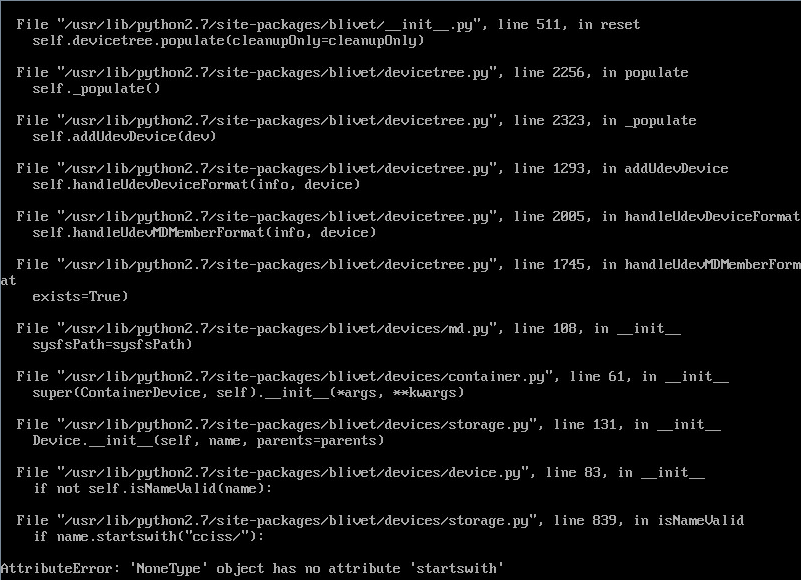 File "/usr/lib/python2.7/site-packages/blivet/__init__.py", line 511, in reset
self.devicetree.populate(cleanupOnly=cleanupOnly)
File "/usr/lib/python2.7/site-packages/blivet/devicetree.py", line 2256, in populate
self._populate()
File "/usr/lib/python2.7/site-packages/blivet/devicetree.py", line 2323, in _populate
self.addUdevDevice(dev)
File "/usr/lib/python2.7/site-packages/blivet/devicetree.py", line 1293, in addUdevDevice
self.handleUdevDeviceFormat(info, device)
File "/usr/lib/python2.7/site-packages/blivet/devicetree.py", line 2005, in handleUdevDeviceFormat
self.handleUdevMDMemberFormat(info, device)
File "/usr/lib/python2.7/site-packages/blivet/devicetree.py", line 1745, in handleUdevMDMemberForm
at
exists=True)
File "/usr/lib/python2.7/site-packages/blivet/devices/md.py", line 108, in __init__
sysfsPath=sysfsPath)
File "/usr/lib/python2.7/site-packages/blivet/devices/container.py", line 61, in __init__
super(ContainerDevice, self).__init__(*args, **kwargs)
File "/usr/lib/python2.7/site-packages/blivet/devices/storage.py", line 131, in __init__
Device.__init__(self, name, parents=parents)
File "/usr/lib/python2.7/site-packages/blivet/devices/device.py", line 83, in __init__
if not self.isNameValid(name):
File "/usr/lib/python2.7/site-packages/blivet/devices/storage.py", line 839, in isNameValid
if name.startswith("cciss/"):
AttributeError: 'NoneType' object has no attribute 'startswith'